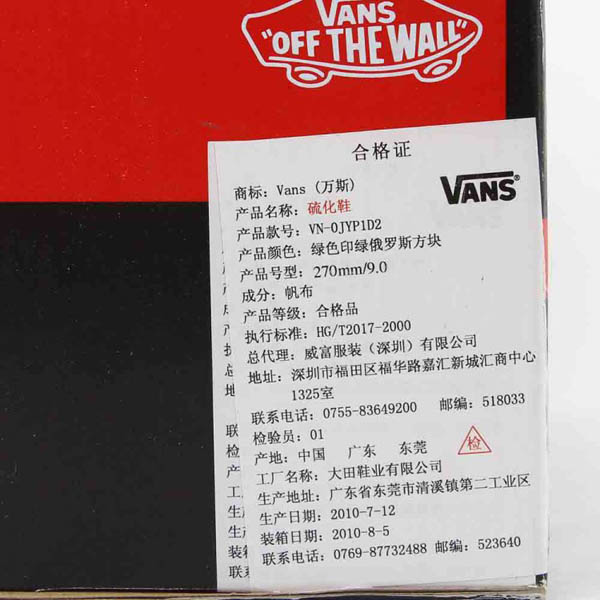 VANS
"OFF THE WALL"
合格证
商标：Vans (万斯)
VANS®
产品名称：硫化鞋
产品款号：VN-0JYP1D2
产品颜色：绿色印绿俄罗斯方块
产品号型：270mm/9.0
成分：帆布
产品等级：合格品
执行标准：HG/T2017-2000
总代理：威富服装（深圳）有限公司
地址：深圳市福田区福华路嘉汇新城汇商中心
1325室
联系电话：0755-83649200 邮编：518033
检验员：01
检
产地：中国 广东 东莞
工厂名称：大田鞋业有限公司
生产地址：广东省东莞市清溪镇第二工业区
生产日期：2010-7-12
装箱日期：2010-8-5
联系电话：0769-87732488 邮编：523640